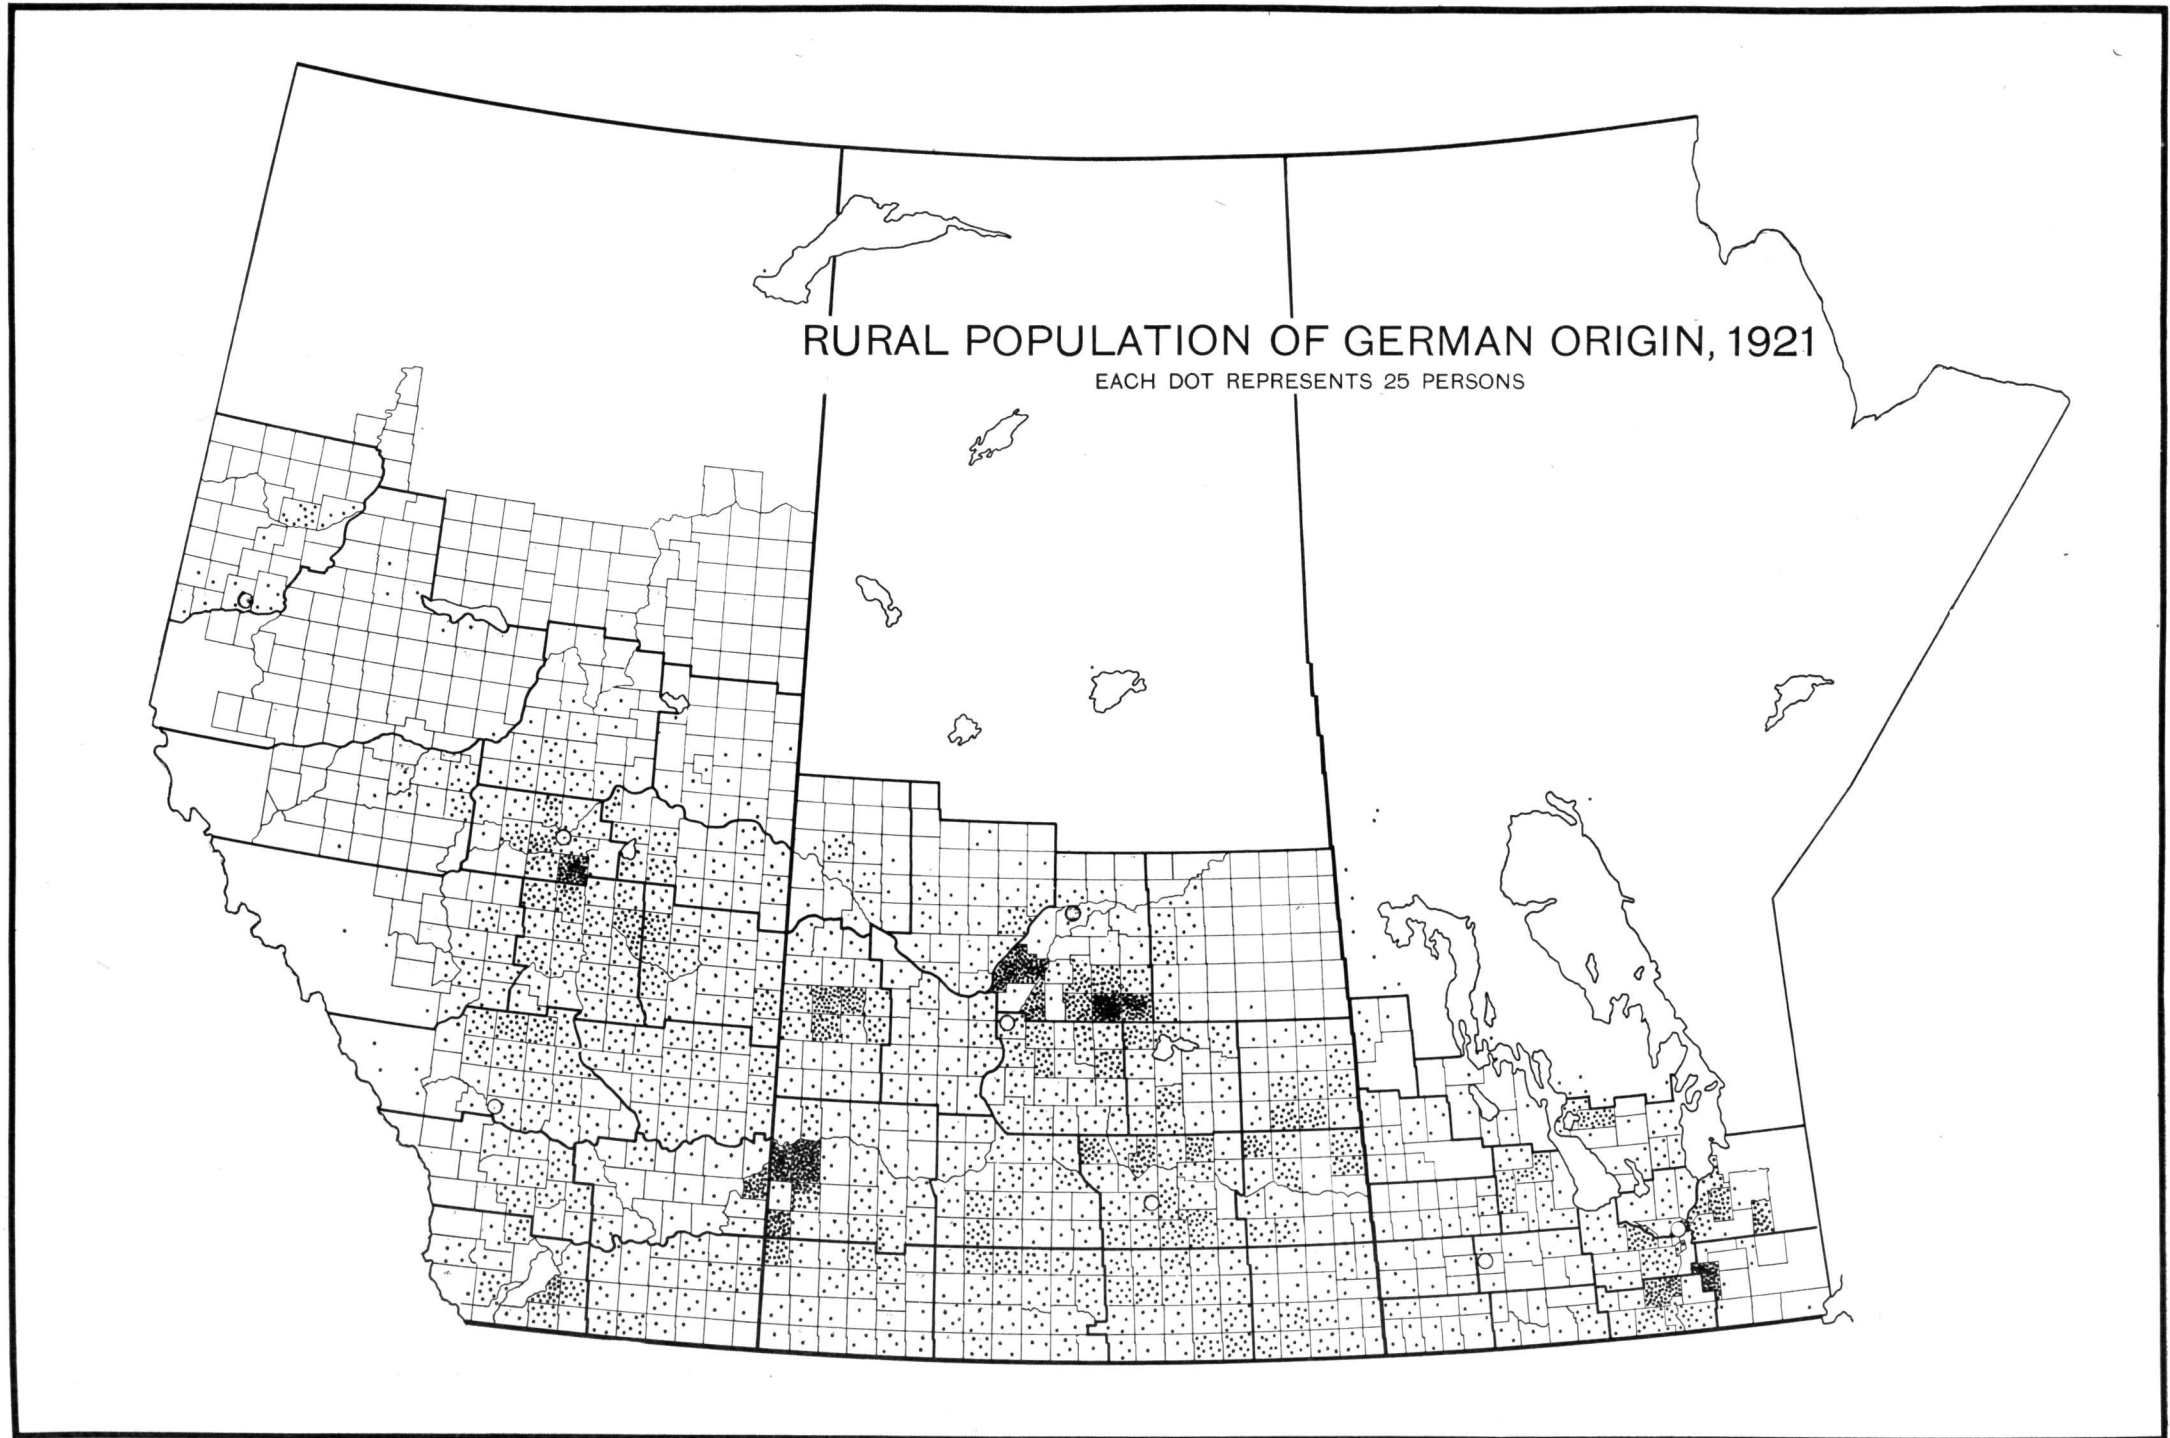 RURAL POPULATION OF GERMAN ORIGIN, 1921
EACH DOT REPRESENTS 25 PERSONS